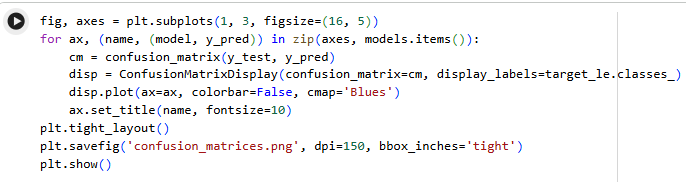 fig, axes = plt.subplots(1, 3, figsize=(16, 5))
for ax, (name, (model, y_pred)) in zip(axes, models.items()):
    cm = confusion_matrix(y_test, y_pred)
    disp = ConfusionMatrixDisplay(confusion_matrix=cm, display_labels=target_le.classes_)
    disp.plot(ax=ax, colorbar=False, cmap='Blues')
    ax.set_title(name, fontsize=10)
plt.tight_layout()
plt.savefig('confusion_matrices.png', dpi=150, bbox_inches='tight')
plt.show()